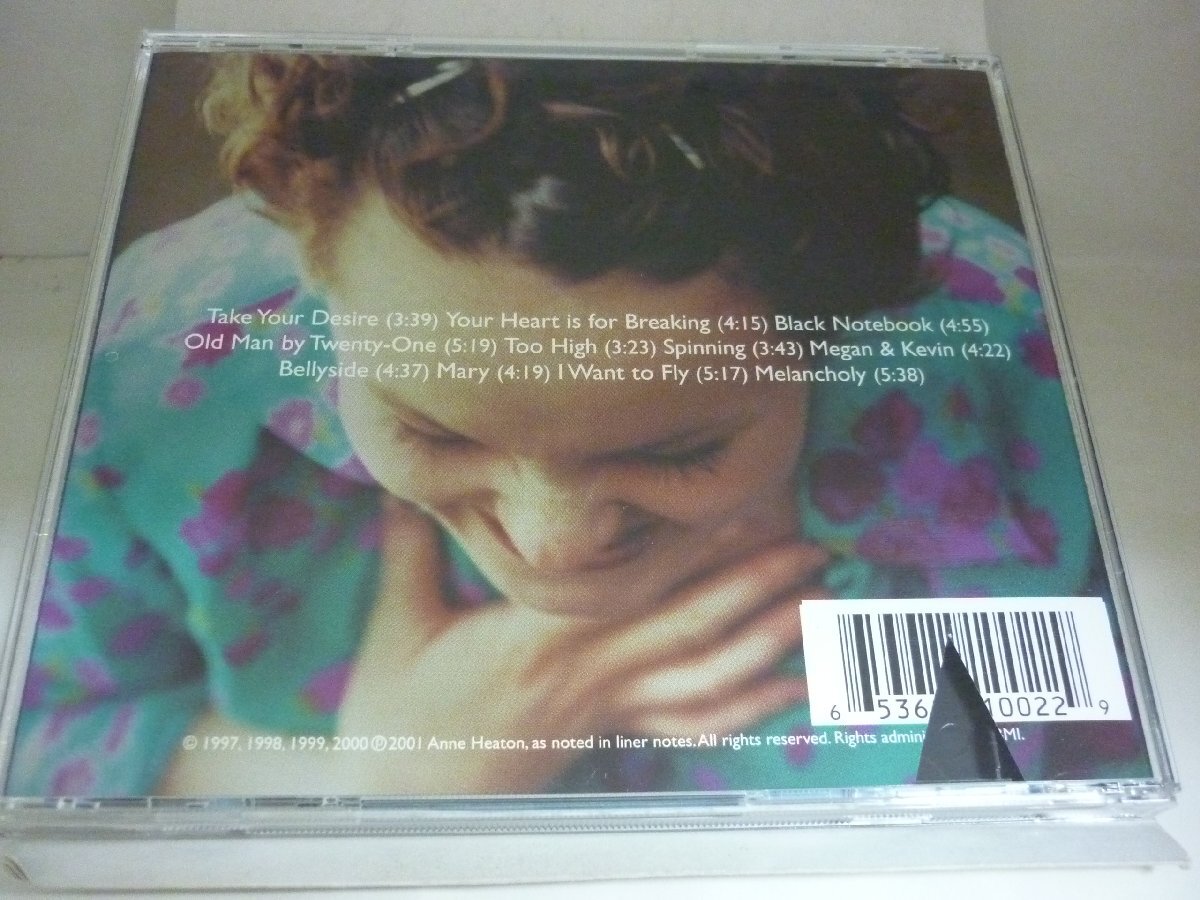 Take Your Desire (3:39) Your Heart is for Breaking (4:15) Black Notebook (4:55)
Old Man by Twenty-One (5:19) Too High (3:23) Spinning (3:43) Megan & Kevin (4:22)
Bellyside (4:37) Mary (4:19) I Want to Fly (5:17) Melancholy (5:38)
6 536 10022 9
© 1997, 1998, 1999, 2000 ℗ 2001 Anne Heaton, as noted in liner notes. All rights reserved. Rights BMI.